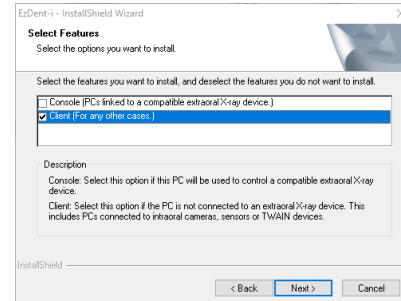 EzDent-i - InstallShield Wizard
Select Features
Select the options you want to install.
Select the features you want to install, and deselect the features you do not want to install.
Console (PCs linked to a compatible extraoral X-ray device.)
Client (For any other cases.)
Description
Console: Select this option if this PC will be used to control a compatible extraoral X-ray
device.
Client: Select this option if the PC is not connected to an extraoral X-ray device. This
includes PCs connected to intraoral cameras, sensors or TWAIN devices.
InstallShield
< Back Next > Cancel